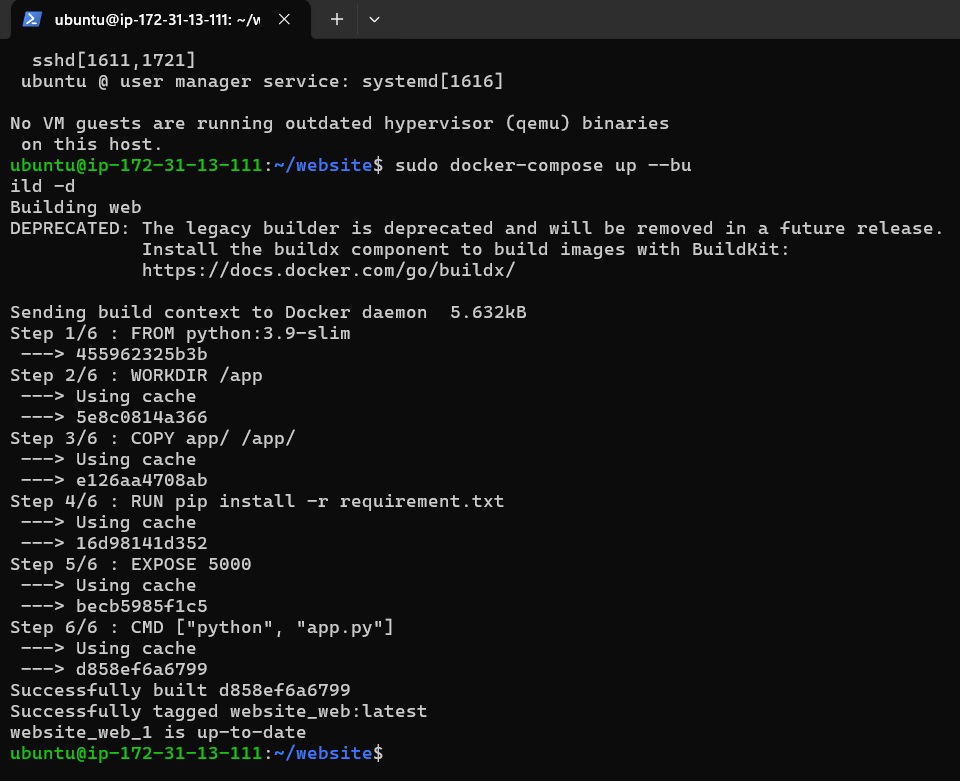 ubuntu@ip-172-31-13-111: ~/v
sshd[1611,1721]
ubuntu @ user manager service: systemd[1616]
No VM guests are running outdated hypervisor (qemu) binaries
on this host.
ubuntu@ip-172-31-13-111:~/website$ sudo docker-compose up --bu
ild -d
Building web
DEPRECATED: The legacy builder is deprecated and will be removed in a future release.
Install the buildx component to build images with BuildKit:
https://docs.docker.com/go/buildx/
Sending build context to Docker daemon  5.632kB
Step 1/6 : FROM python:3.9-slim
---> 455962325b3b
Step 2/6 : WORKDIR /app
---> Using cache
---> 5e8c0814a366
Step 3/6 : COPY app/ /app/
---> Using cache
---> e126aa4708ab
Step 4/6 : RUN pip install -r requirement.txt
---> Using cache
---> 16d98141d352
Step 5/6 : EXPOSE 5000
---> Using cache
---> becb5985f1c5
Step 6/6 : CMD ["python", "app.py"]
---> Using cache
---> d858ef6a6799
Successfully built d858ef6a6799
Successfully tagged website_web:latest
website_web_1 is up-to-date
ubuntu@ip-172-31-13-111:~/website$